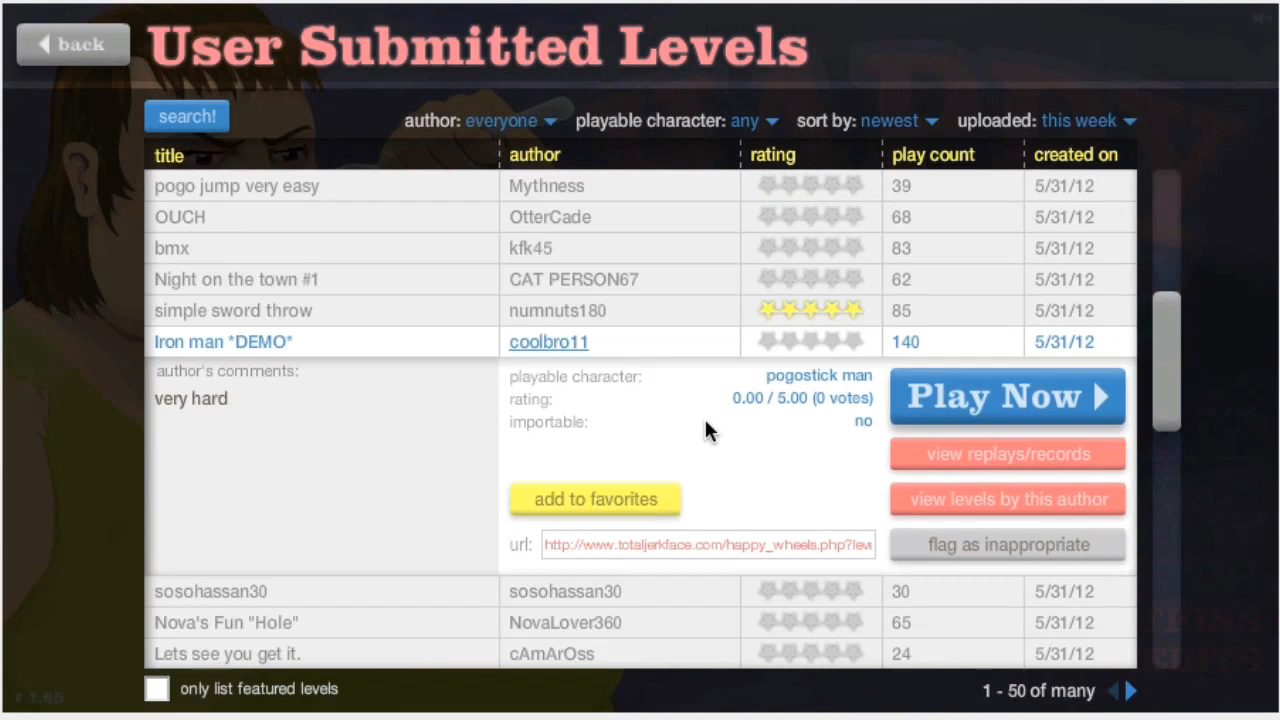 back
User Submitted Levels
search!
author: everyone playable character: any sort by: newest uploaded: this week
title author rating play count created on
pogo jump very easy Mythness 39 5/31/12
OUCH OtterCade 68 5/31/12
bmx kfk45 83 5/31/12
Night on the town #1 CAT PERSON67 62 5/31/12
simple sword throw numnuts180 85 5/31/12
Iron man *DEMO* coolbro11 140 5/31/12
author's comments:
very hard
playable character: pogostick man
rating: 0.00 / 5.00 (0 votes)
importable: no
Play Now
view replays/records
add to favorites
view levels by this author
url: http://www.totaljerkface.com/happy_wheels.php?leve
flag as inappropriate
sosohassan30 sosohassan30 30 5/31/12
Nova's Fun "Hole" NovaLover360 65 5/31/12
Lets see you get it. cAmArOss 24 5/31/12
only list featured levels
1 - 50 of many
v 1.65